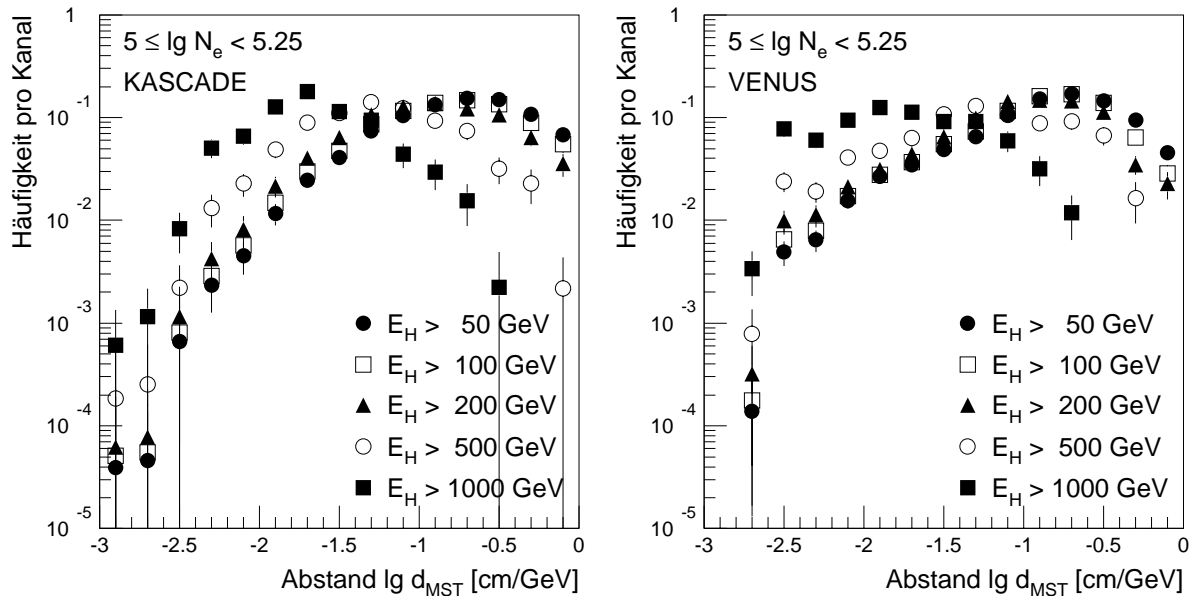 Häufigkeit pro Kanal
1
10 -1
10 -2
10 -3
10 -4
10 -5
5 ≤ lg N_e < 5.25
KASCADE
E_H > 50 GeV
E_H > 100 GeV
E_H > 200 GeV
E_H > 500 GeV
E_H > 1000 GeV
-3 -2.5 -2 -1.5 -1 -0.5 0
Abstand lg d_MST [cm/GeV]
Häufigkeit pro Kanal
1
10 -1
10 -2
10 -3
10 -4
10 -5
5 ≤ lg N_e < 5.25
VENUS
E_H > 50 GeV
E_H > 100 GeV
E_H > 200 GeV
E_H > 500 GeV
E_H > 1000 GeV
-3 -2.5 -2 -1.5 -1 -0.5 0
Abstand lg d_MST [cm/GeV]